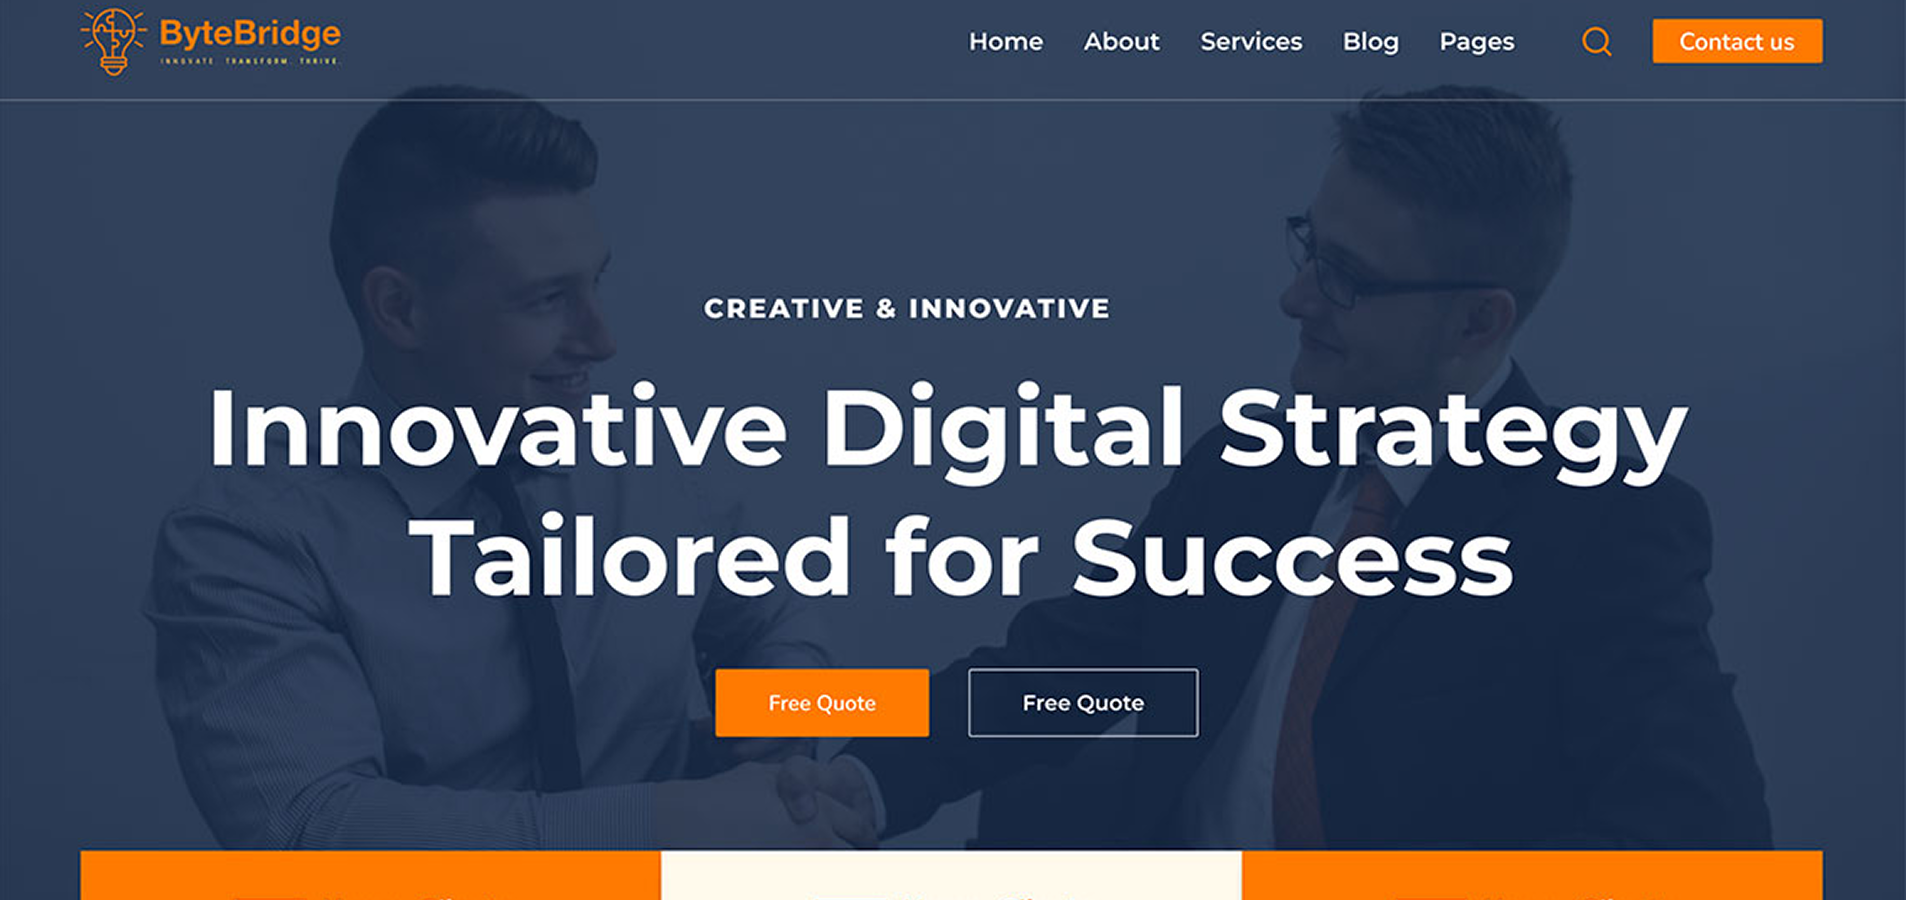 ByteBridge
INNOVATE. TRANSFORM. THRIVE.
Home About Services Blog Pages Contact us
CREATIVE & INNOVATIVE
Innovative Digital Strategy
Tailored for Success
Free Quote Free Quote